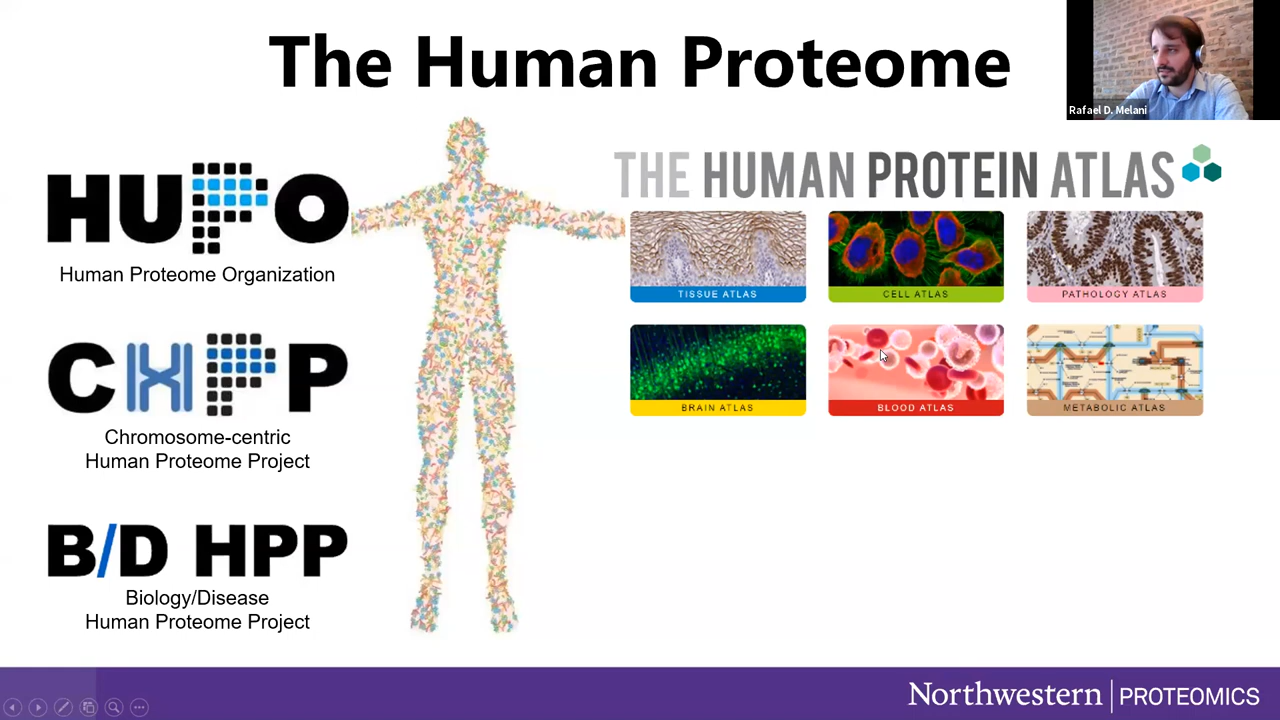 The Human Proteome
Rafael D. Melani
HUPO
Human Proteome Organization
CHPP
Chromosome-centric
Human Proteome Project
B/D HPP
Biology/Disease
Human Proteome Project
THE HUMAN PROTEIN ATLAS
TISSUE ATLAS
CELL ATLAS
PATHOLOGY ATLAS
BRAIN ATLAS
BLOOD ATLAS
METABOLIC ATLAS
Northwestern | PROTEOMICS